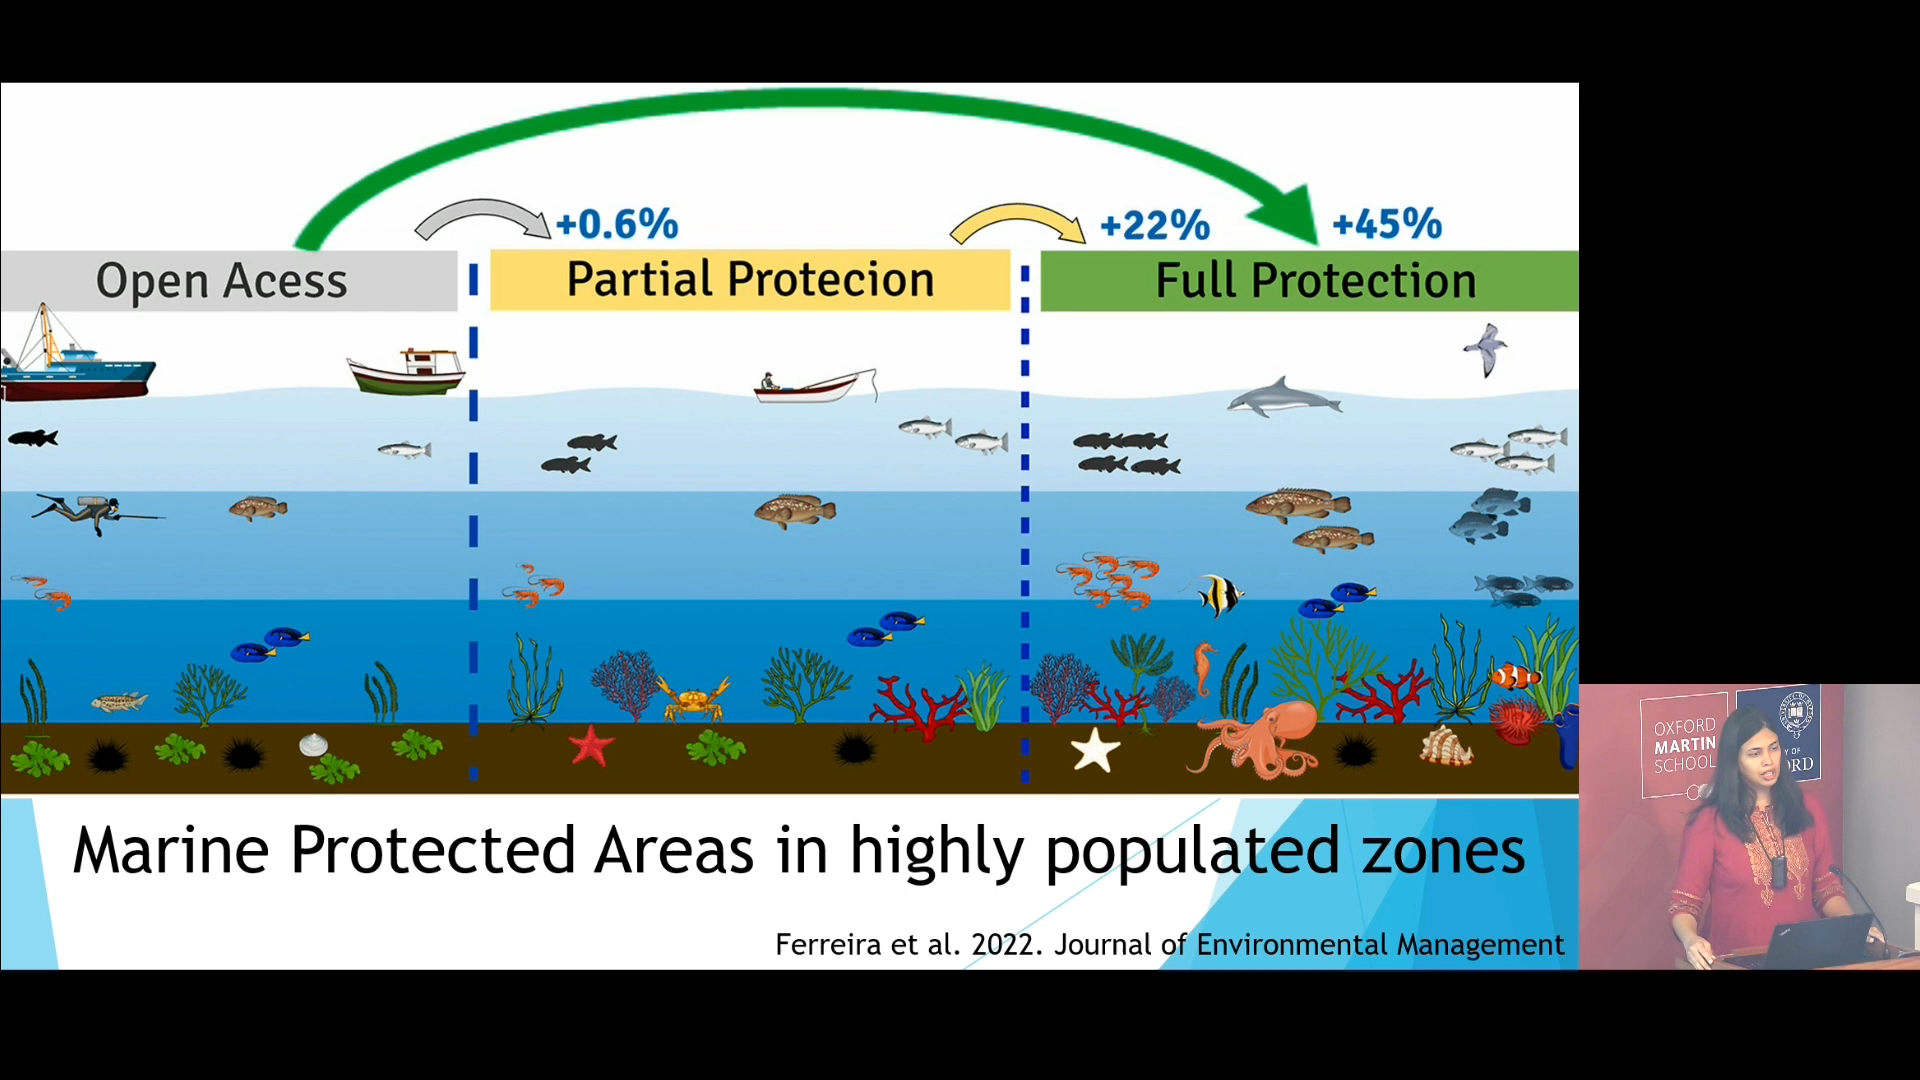 +0.6%
+22%
+45%
Open Acess
Partial Protecion
Full Protection
Marine Protected Areas in highly populated zones
Ferreira et al. 2022. Journal of Environmental Management
OXFORD
MARTIN
SCHOOL